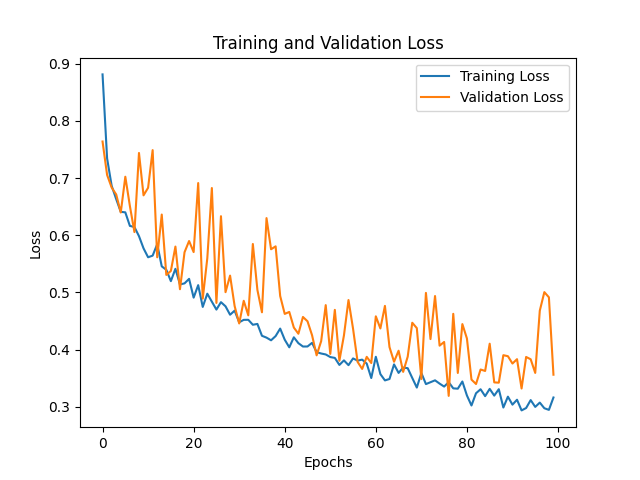 Training and Validation Loss
Training Loss
Validation Loss
Loss
0.9
0.8
0.7
0.6
0.5
0.4
0.3
0 20 40 60 80 100
Epochs